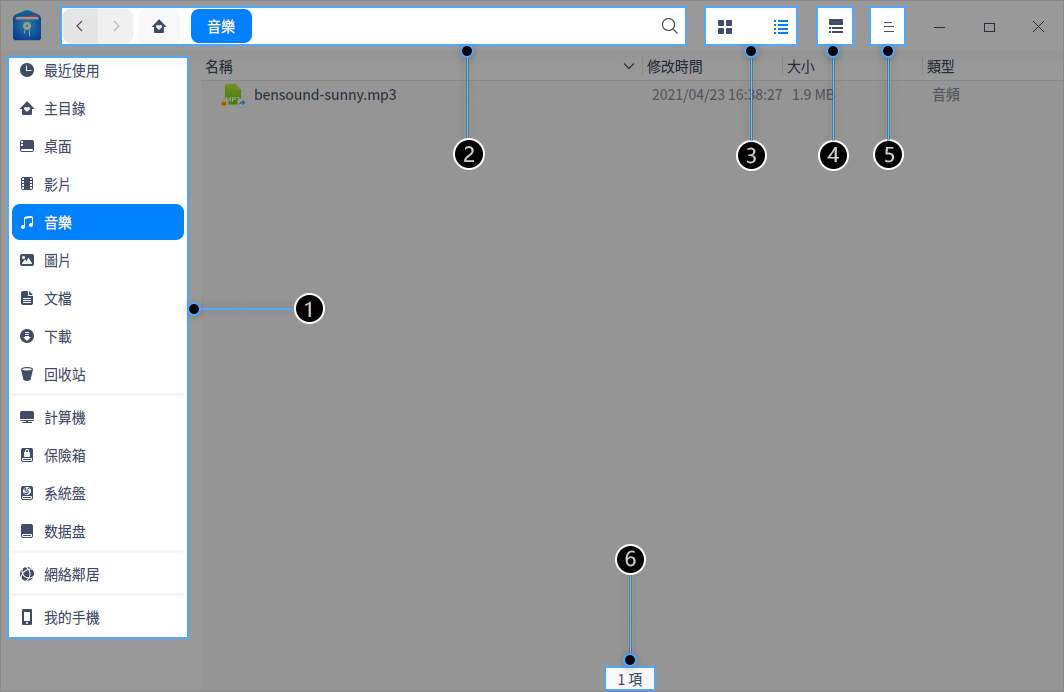 音樂
最近使用
主目錄
桌面
影片
音樂
圖片
文檔
下載
回收站
計算機
保險箱
系統盤
数据盘
網絡鄰居
我的手機
名稱 修改時間 大小 類型
bensound-sunny.mp3 2021/04/23 16:38:27 1.9 MB 音頻
MP3
2
3
4
5
1
6
1 項